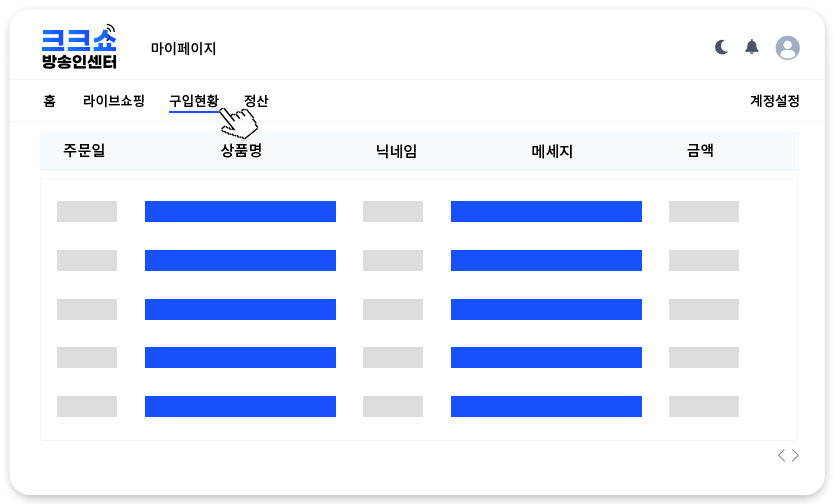 크크쇼
방송인센터
마이페이지
홈 라이브쇼핑 구입현황 정산 계정설정
주문일 상품명 닉네임 메세지 금액